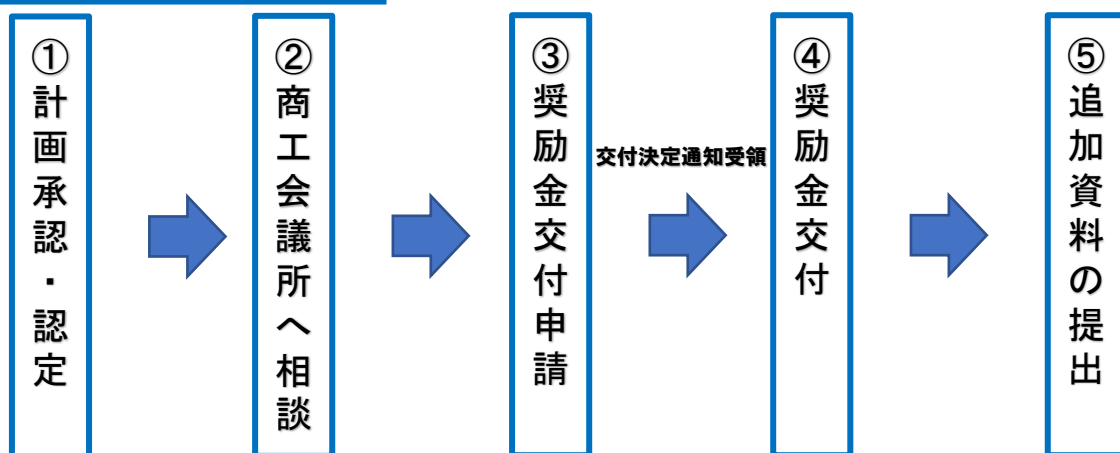 ①計画承認・認定
②商工会議所へ相談
③奨励金交付申請
交付決定通知受領
④奨励金交付
⑤追加資料の提出